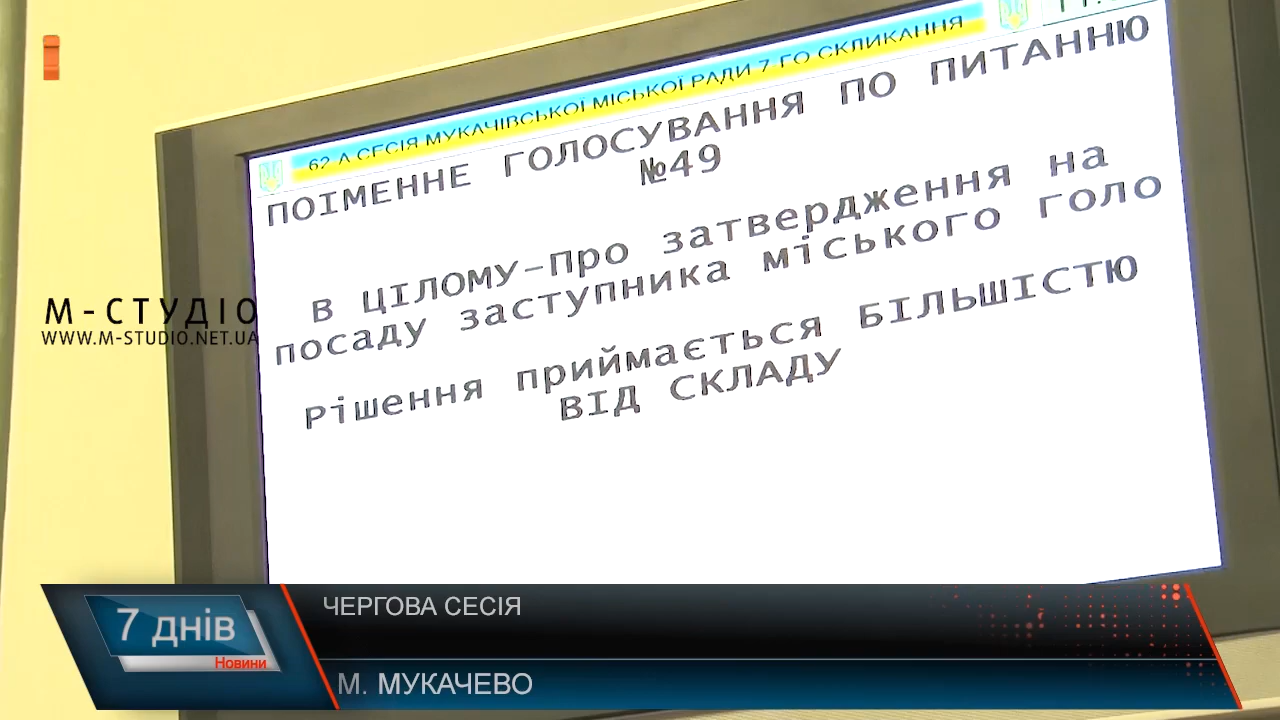 62 А СЕСІЯ МУКАЧІВСЬКОЇ МІСЬКОЇ РАДИ 7-ГО СКЛИКАННЯ
ПОІМЕННЕ ГОЛОСУВАННЯ ПО ПИТАННЮ
№49
В ЦІЛОМУ-Про затвердження на
посаду заступника міського голо
Рішення приймається БІЛЬШІСТЮ
ВІД СКЛАДУ
М-СТУДІО
WWW.M-STUDIO.NET.UA
7 днів
Новини
ЧЕРГОВА СЕСІЯ
М. МУКАЧЕВО